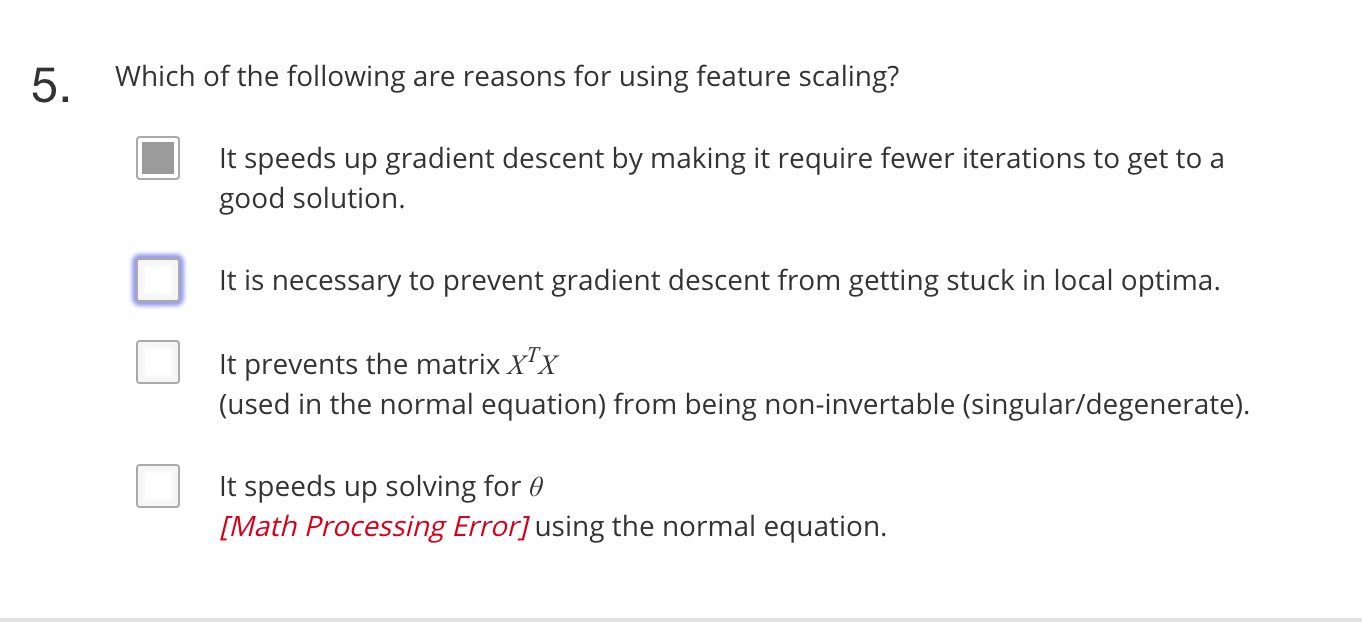 5.
Which of the following are reasons for using feature scaling?
It speeds up gradient descent by making it require fewer iterations to get to a
good solution.
It is necessary to prevent gradient descent from getting stuck in local optima.
It prevents the matrix XᵀX
(used in the normal equation) from being non-invertable (singular/degenerate).
It speeds up solving for θ
[Math Processing Error] using the normal equation.